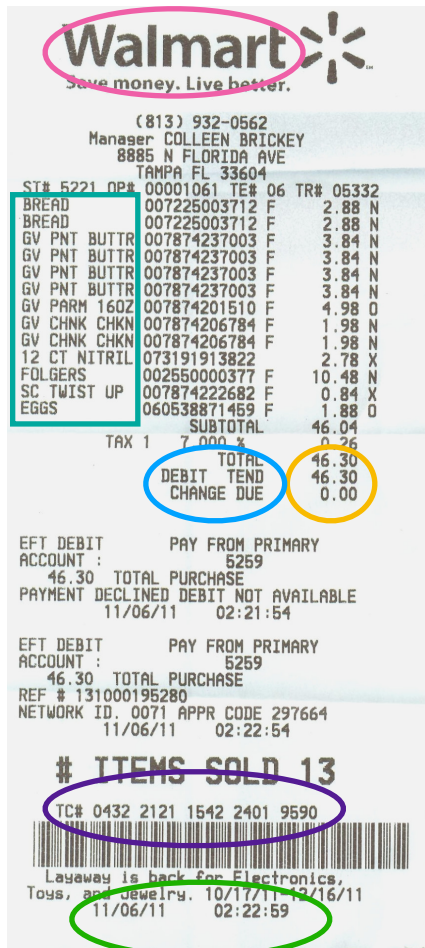 Walmart
Save money. Live better.
(813) 932-0562
Manager COLLEEN BRICKEY
8885 N FLORIDA AVE
TAMPA FL 33604
ST# 5221 OP# 00001061 TE# 06 TR# 05332
BREAD 007225003712 F 2.88 N
BREAD 007225003712 F 2.88 N
GV PNT BUTTR 007874237003 F 3.84 N
GV PNT BUTTR 007874237003 F 3.84 N
GV PNT BUTTR 007874237003 F 3.84 N
GV PNT BUTTR 007874237003 F 3.84 N
GV PARM 16OZ 007874201510 F 4.98 O
GV CHNK CHKN 007874206784 F 1.98 N
GV CHNK CHKN 007874206784 F 1.98 N
12 CT NITRIL 073191913822 2.78 X
FOLGERS 002550000377 F 10.48 N
SC TWIST UP 007874222682 F 0.84 X
EGGS 060538871459 F 1.88 O
SUBTOTAL 46.04
TAX 1 7.000 % 0.26
TOTAL 46.30
DEBIT TEND 46.30
CHANGE DUE 0.00
EFT DEBIT PAY FROM PRIMARY
ACCOUNT : 5259
46.30 TOTAL PURCHASE
PAYMENT DECLINED DEBIT NOT AVAILABLE
11/06/11 02:21:54
EFT DEBIT PAY FROM PRIMARY
ACCOUNT : 5259
46.30 TOTAL PURCHASE
REF # 131000195280
NETWORK ID. 0071 APPR CODE 297664
11/06/11 02:22:54
# ITEMS SOLD 13
TC# 0432 2121 1542 2401 9590
Layaway is back for Electronics,
Toys, and Jewelry. 10/17/11-12/16/11
11/06/11 02:22:59